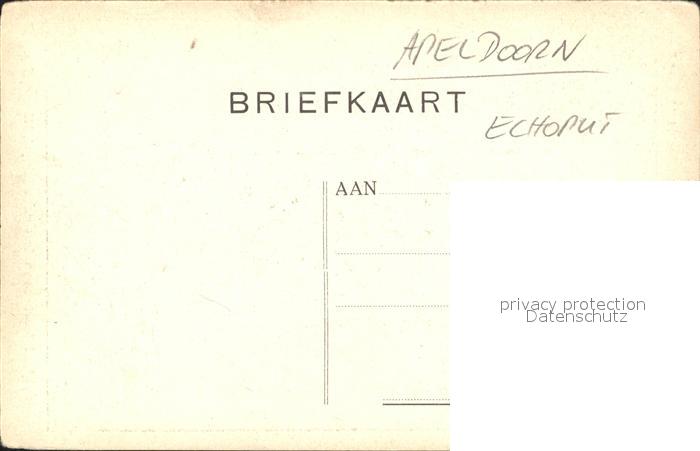 APELDOORN
BRIEFKAART
ECHOPUT
AAN
privacy protection
Datenschutz